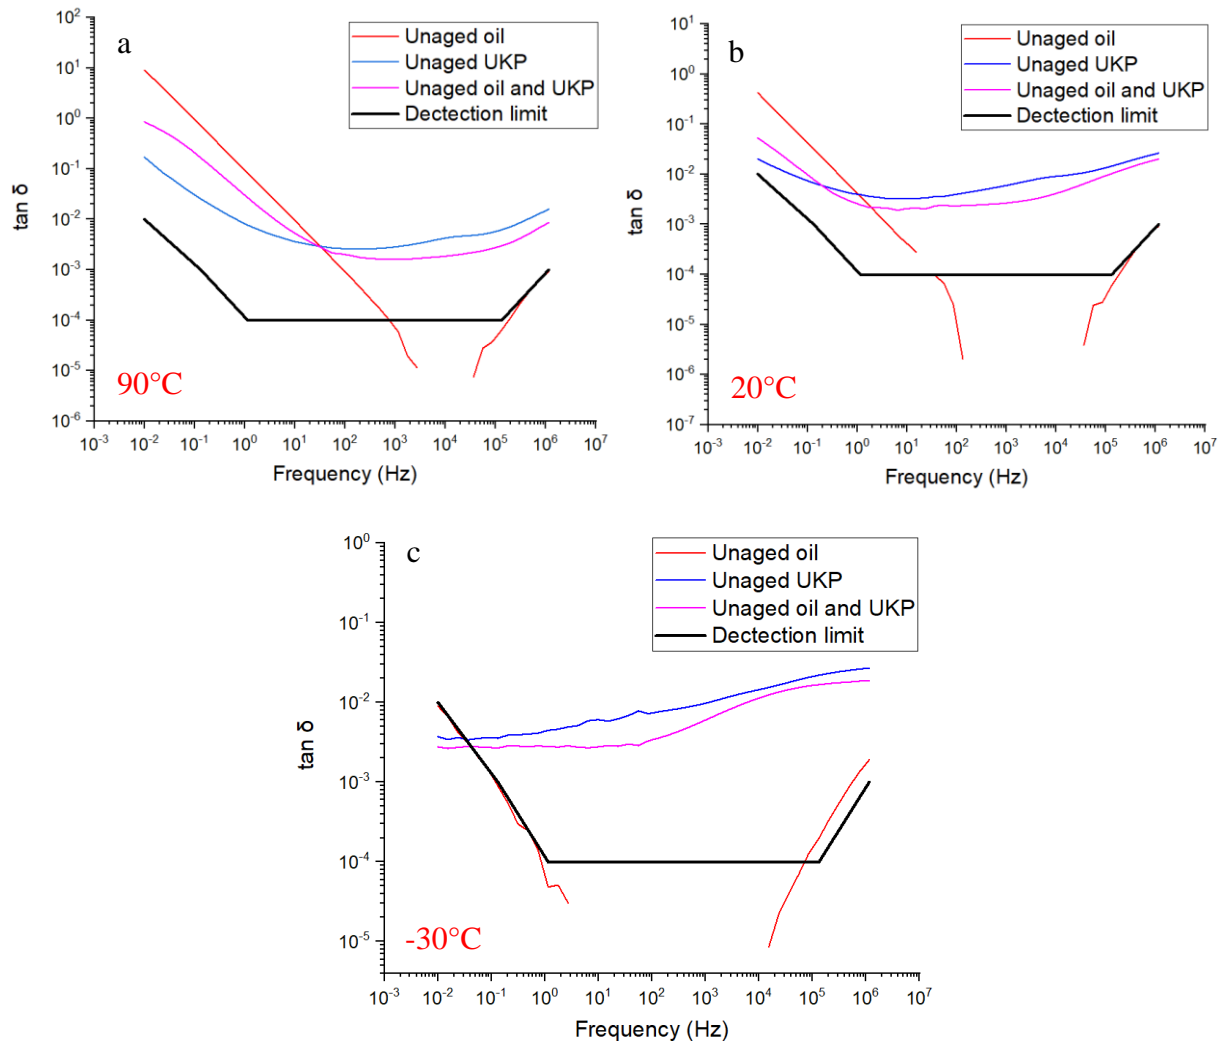 a
Unaged oil
Unaged UKP
Unaged oil and UKP
Dectection limit
10^2
10^1
10^0
10^-1
10^-2
10^-3
10^-4
10^-5
10^-6
tan δ
90°C
10^-3 10^-2 10^-1 10^0 10^1 10^2 10^3 10^4 10^5 10^6 10^7
Frequency (Hz)
b
Unaged oil
Unaged UKP
Unaged oil and UKP
Dectection limit
10^1
10^0
10^-1
10^-2
10^-3
10^-4
10^-5
10^-6
10^-7
tan δ
20°C
10^-3 10^-2 10^-1 10^0 10^1 10^2 10^3 10^4 10^5 10^6 10^7
Frequency (Hz)
c
Unaged oil
Unaged UKP
Unaged oil and UKP
Dectection limit
10^0
10^-1
10^-2
10^-3
10^-4
10^-5
tan δ
-30°C
10^-3 10^-2 10^-1 10^0 10^1 10^2 10^3 10^4 10^5 10^6 10^7
Frequency (Hz)